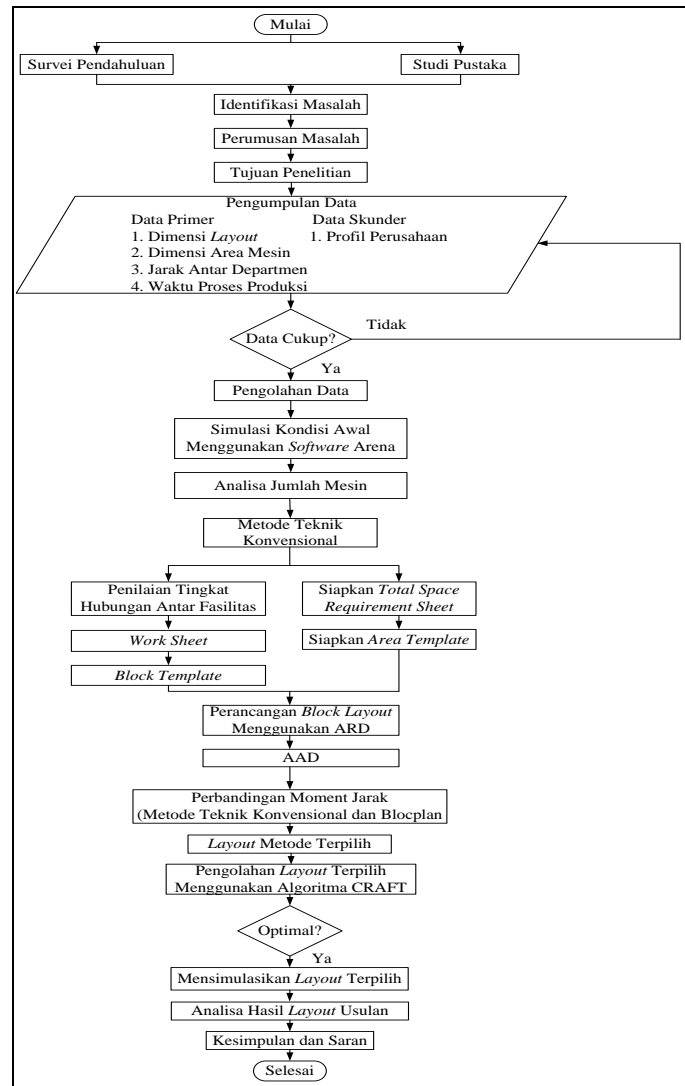 Mulai
Survei Pendahuluan
Studi Pustaka
Identifikasi Masalah
Perumusan Masalah
Tujuan Penelitian
Pengumpulan Data
Data Primer
1. Dimensi Layout
2. Dimensi Area Mesin
3. Jarak Antar Departmen
4. Waktu Proses Produksi
Data Skunder
1. Profil Perusahaan
Data Cukup?
Tidak
Ya
Pengolahan Data
Simulasi Kondisi Awal
Menggunakan Software Arena
Analisa Jumlah Mesin
Metode Teknik
Konvensional
Penilaian Tingkat
Hubungan Antar Fasilitas
Work Sheet
Block Template
Siapkan Total Space
Requirement Sheet
Siapkan Area Template
Perancangan Block Layout
Menggunakan ARD
AAD
Perbandingan Moment Jarak
(Metode Teknik Konvensional dan Blocplan
Layout Metode Terpilih
Pengolahan Layout Terpilih
Menggunakan Algoritma CRAFT
Optimal?
Ya
Mensimulasikan Layout Terpilih
Analisa Hasil Layout Usulan
Kesimpulan dan Saran
Selesai